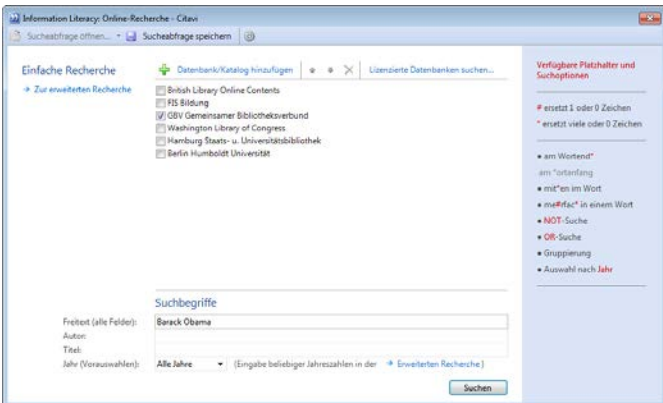 Information Literacy: Online-Recherche - Citavi
Sucheabfrage öffnen... Sucheabfrage speichern
Einfache Recherche
Zur erweiterten Recherche
Datenbank/Katalog hinzufügen Lizenzierte Datenbanken suchen...
British Library Online Contents
FIS Bildung
GBV Gemeinsamer Bibliotheksverbund
Washington Library of Congress
Hamburg Staats- u. Universitätsbibliothek
Berlin Humboldt Universität
Suchbegriffe
Freitext (alle Felder): Barack Obama
Autor:
Titel:
Jahr (Vorauswahlen): Alle Jahre (Eingabe beliebiger Jahreszahlen in der Erweiterten Recherche)
Suchen
Verfügbare Platzhalter und
Suchoptionen
# ersetzt 1 oder 0 Zeichen
* ersetzt viele oder 0 Zeichen
• am Wortend*
am *ortanfang
• mit*en im Wort
• me#rfac* in einem Wort
• NOT-Suche
• OR-Suche
• Gruppierung
• Auswahl nach Jahr